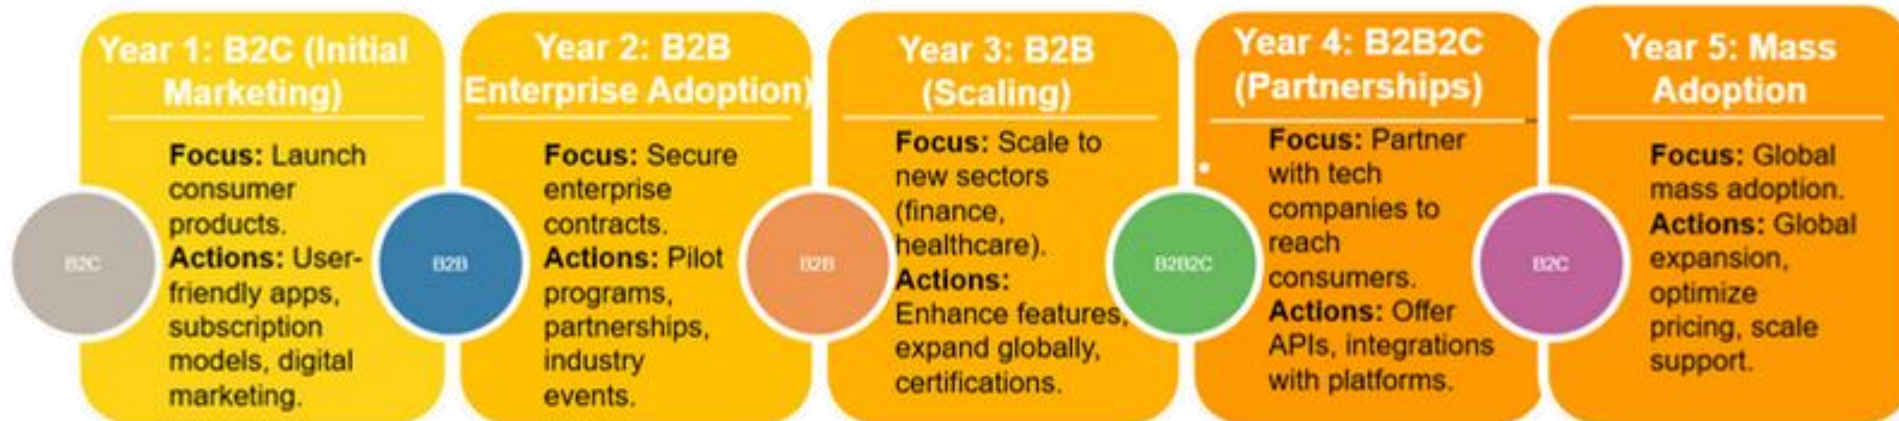 Year 1: B2C (Initial
Marketing)
B2C
Focus: Launch
consumer
products.
Actions: User-
friendly apps,
subscription
models, digital
marketing.
Year 2: B2B
Enterprise Adoption)
B2B
Focus: Secure
enterprise
contracts.
Actions: Pilot
programs,
partnerships,
industry
events.
Year 3: B2B
(Scaling)
B2B
Focus: Scale to
new sectors
(finance,
healthcare).
Actions:
Enhance features,
expand globally,
certifications.
Year 4: B2B2C
(Partnerships)
B2B2C
Focus: Partner
with tech
companies to
reach
consumers.
Actions: Offer
APIs, integrations
with platforms.
Year 5: Mass
Adoption
B2C
Focus: Global
mass adoption.
Actions: Global
expansion,
optimize
pricing, scale
support.